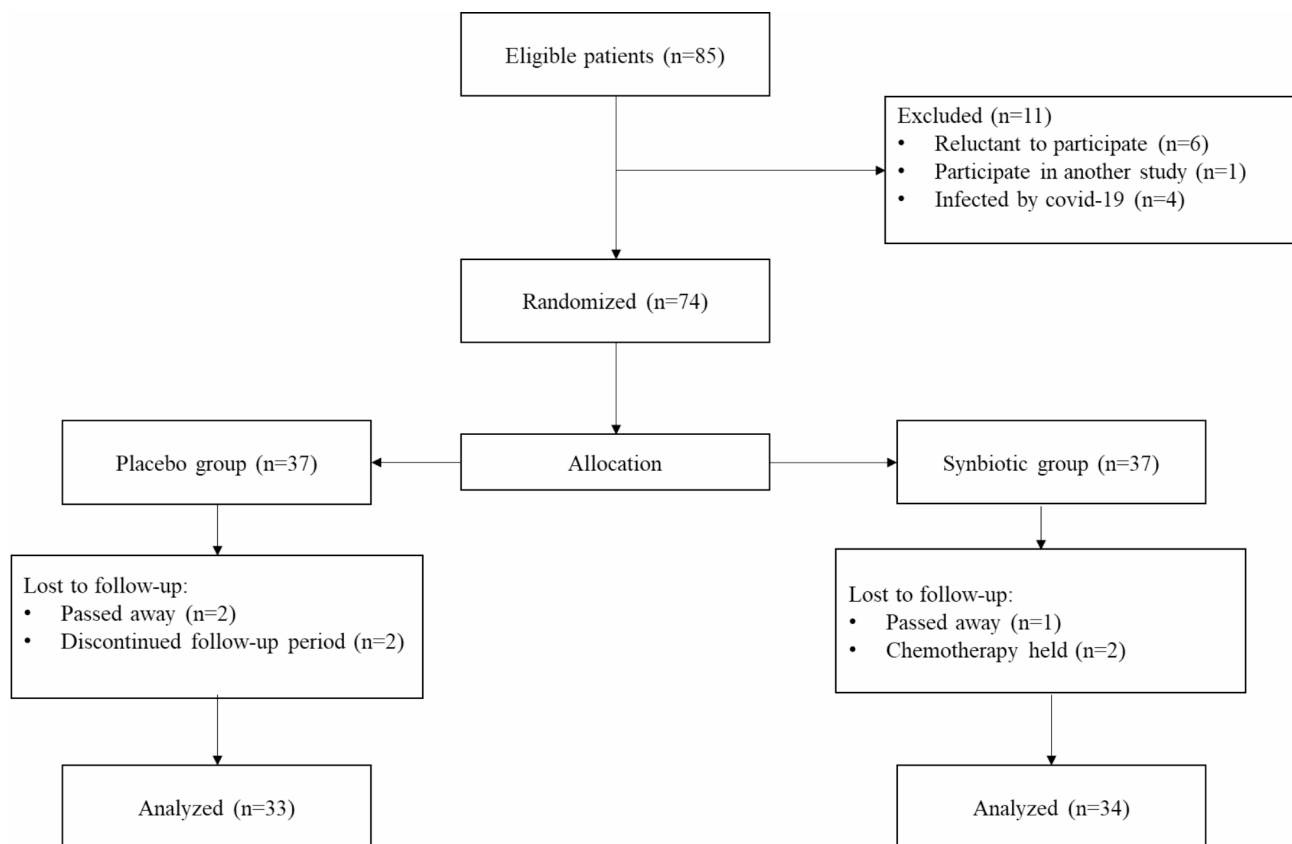 Eligible patients (n=85)
Excluded (n=11)
• Reluctant to participate (n=6)
• Participate in another study (n=1)
• Infected by covid-19 (n=4)
Randomized (n=74)
Placebo group (n=37)
Allocation
Synbiotic group (n=37)
Lost to follow-up:
• Passed away (n=2)
• Discontinued follow-up period (n=2)
Lost to follow-up:
• Passed away (n=1)
• Chemotherapy held (n=2)
Analyzed (n=33)
Analyzed (n=34)